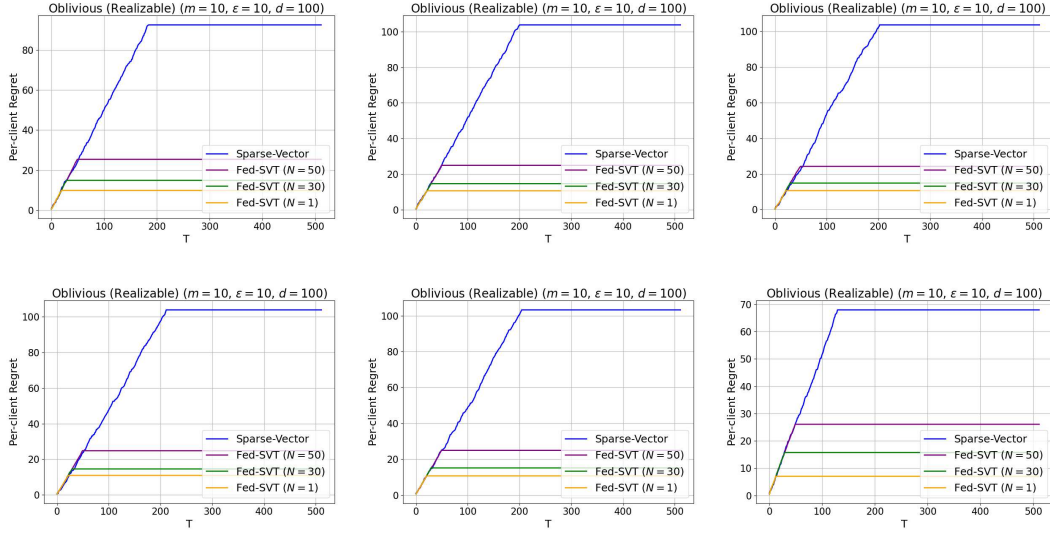 Oblivious (Realizable) (m = 10, ε = 10, d = 100)
Per-client Regret
80
60
40
20
0
0 100 200 300 400 500
T
Sparse-Vector
Fed-SVT (N = 50)
Fed-SVT (N = 30)
Fed-SVT (N = 1)
Oblivious (Realizable) (m = 10, ε = 10, d = 100)
Per-client Regret
100
80
60
40
20
0
0 100 200 300 400 500
T
Sparse-Vector
Fed-SVT (N = 50)
Fed-SVT (N = 30)
Fed-SVT (N = 1)
Oblivious (Realizable) (m = 10, ε = 10, d = 100)
Per-client Regret
100
80
60
40
20
0
0 100 200 300 400 500
T
Sparse-Vector
Fed-SVT (N = 50)
Fed-SVT (N = 30)
Fed-SVT (N = 1)
Oblivious (Realizable) (m = 10, ε = 10, d = 100)
Per-client Regret
100
80
60
40
20
0
0 100 200 300 400 500
T
Sparse-Vector
Fed-SVT (N = 50)
Fed-SVT (N = 30)
Fed-SVT (N = 1)
Oblivious (Realizable) (m = 10, ε = 10, d = 100)
Per-client Regret
100
80
60
40
20
0
0 100 200 300 400 500
T
Sparse-Vector
Fed-SVT (N = 50)
Fed-SVT (N = 30)
Fed-SVT (N = 1)
Oblivious (Realizable) (m = 10, ε = 10, d = 100)
Per-client Regret
70
60
50
40
30
20
10
0
0 100 200 300 400 500
T
Sparse-Vector
Fed-SVT (N = 50)
Fed-SVT (N = 30)
Fed-SVT (N = 1)